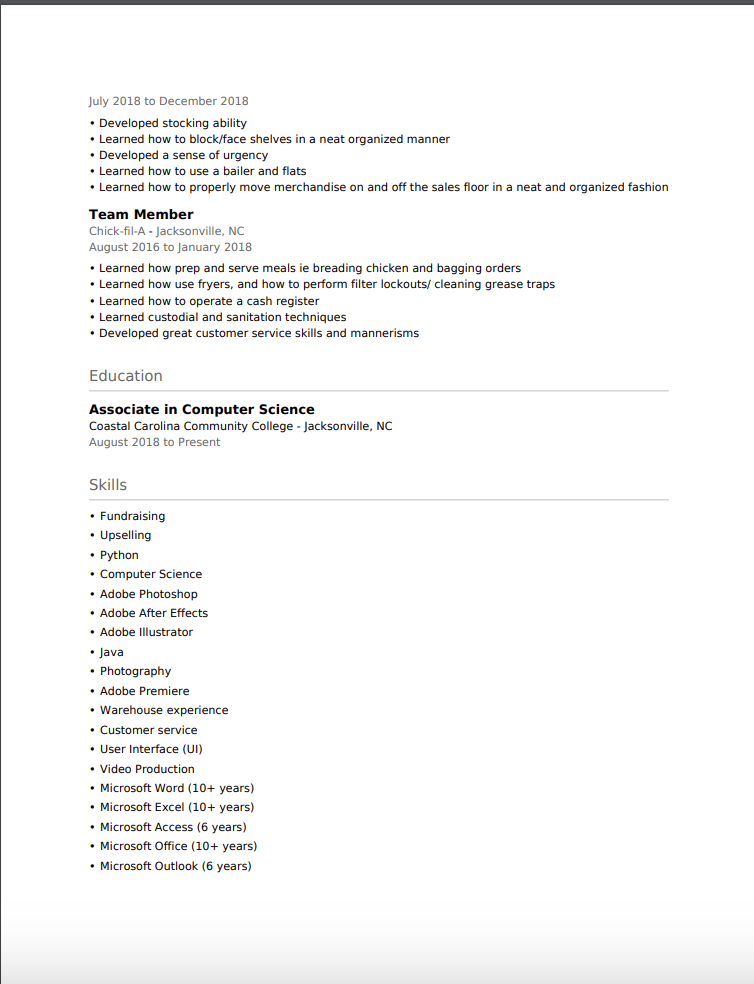 July 2018 to December 2018
• Developed stocking ability
• Learned how to block/face shelves in a neat organized manner
• Developed a sense of urgency
• Learned how to use a bailer and flats
• Learned how to properly move merchandise on and off the sales floor in a neat and organized fashion
Team Member
Chick-fil-A - Jacksonville, NC
August 2016 to January 2018
• Learned how prep and serve meals ie breading chicken and bagging orders
• Learned how use fryers, and how to perform filter lockouts/ cleaning grease traps
• Learned how to operate a cash register
• Learned custodial and sanitation techniques
• Developed great customer service skills and mannerisms
Education
Associate in Computer Science
Coastal Carolina Community College - Jacksonville, NC
August 2018 to Present
Skills
• Fundraising
• Upselling
• Python
• Computer Science
• Adobe Photoshop
• Adobe After Effects
• Adobe Illustrator
• Java
• Photography
• Adobe Premiere
• Warehouse experience
• Customer service
• User Interface (UI)
• Video Production
• Microsoft Word (10+ years)
• Microsoft Excel (10+ years)
• Microsoft Access (6 years)
• Microsoft Office (10+ years)
• Microsoft Outlook (6 years)